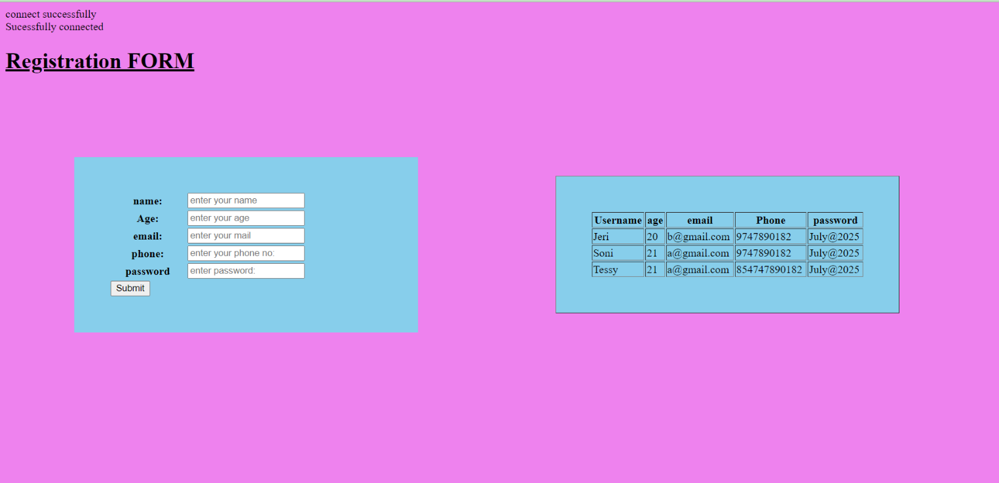 connect successfully
Sucessfully connected
Registration FORM
name: enter your name
Age: enter your age
email: enter your mail
phone: enter your phone no:
password enter password:
Submit
Username age email Phone password
Jeri 20 b@gmail.com 9747890182 July@2025
Soni 21 a@gmail.com 9747890182 July@2025
Tessy 21 a@gmail.com 854747890182 July@2025